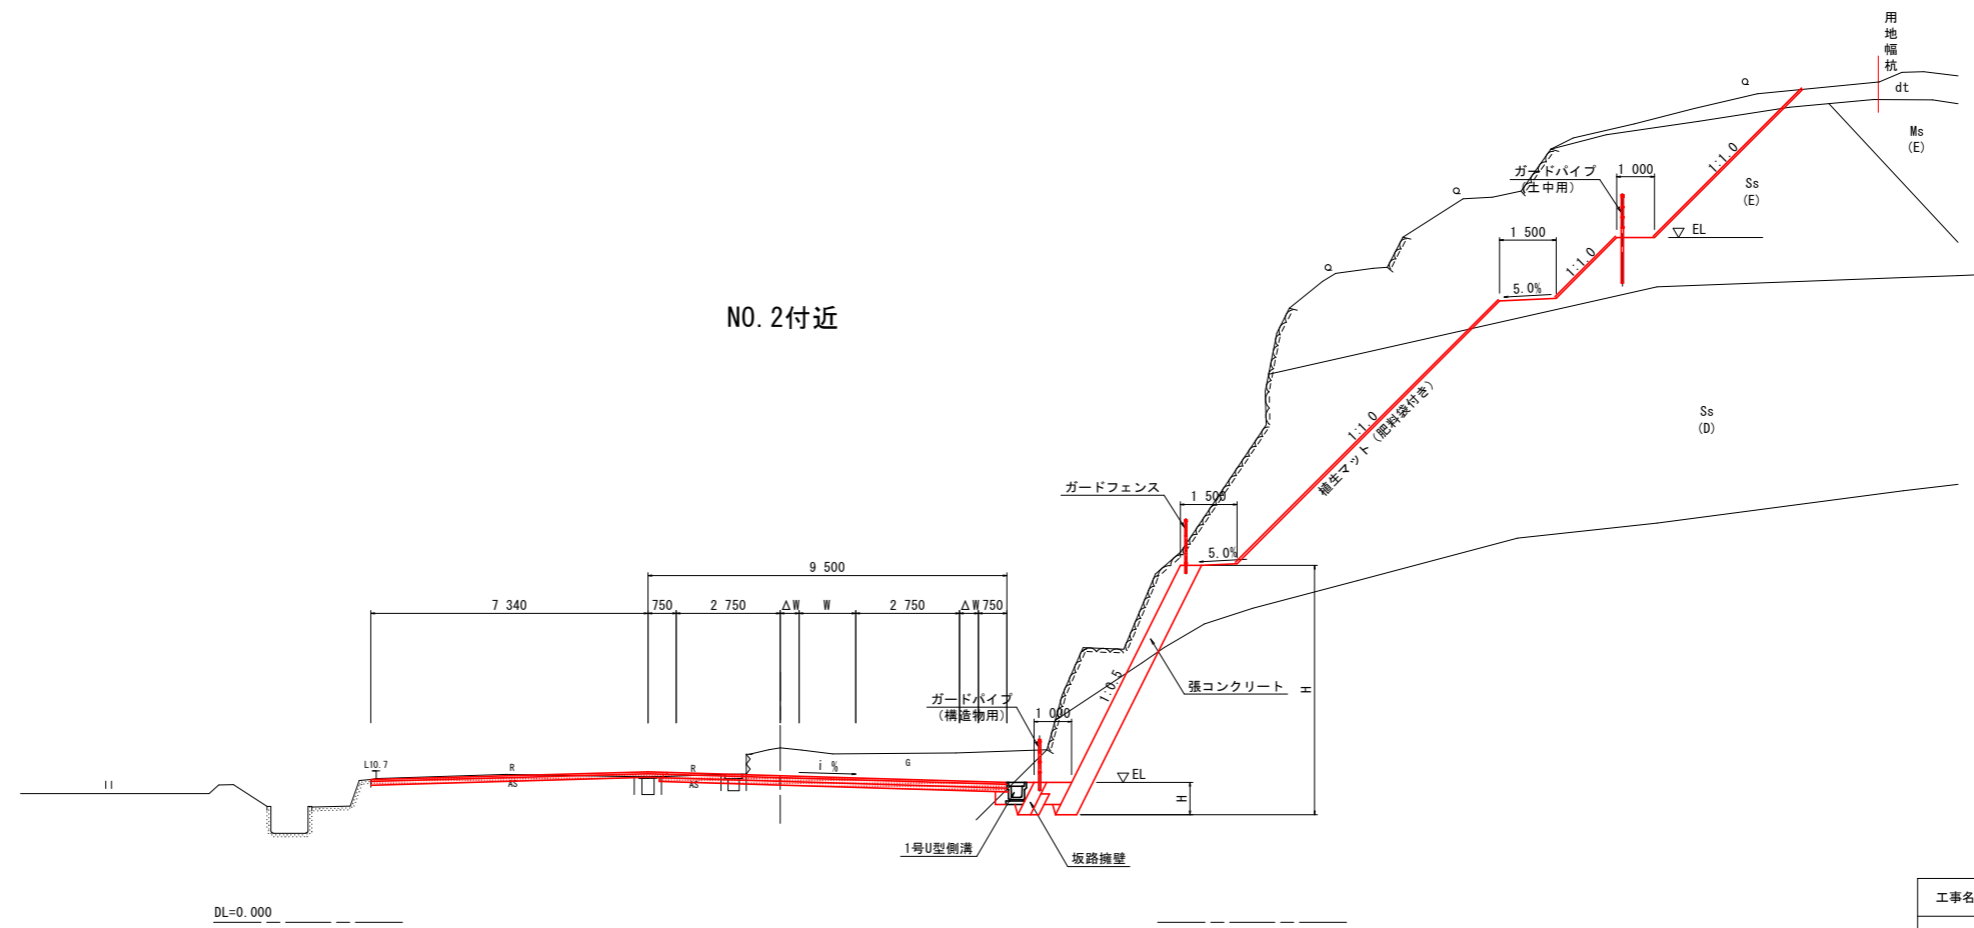 用地幅杭
Q
dt
Ms
(E)
ガードパイプ
(土中用)
1 000
1:1.0
Ss
(E)
Q
EL
1 500
1:1.0
Q
5.0%
NO.2付近
1:1.0
植生マット (肥料袋付き)
Ss
(D)
ガードフェンス
1 500
5.0%
9 500
7 340
750
2 750
ΔW
W
2 750
ΔW
750
1:0.5
張コンクリート
H
ガードパイプ
(構造物用)
1 000
L10.7
R
R
i %
G
EL
AS
AS
H
1号U型側溝
坂路擁壁
DL=0.000
工事名